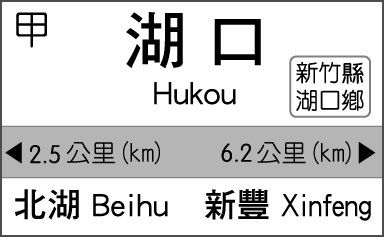 甲
湖口
Hukou
新竹縣
湖口鄉
◀2.5公里(km) 6.2公里(km)▶
北湖 Beihu 新豐 Xinfeng